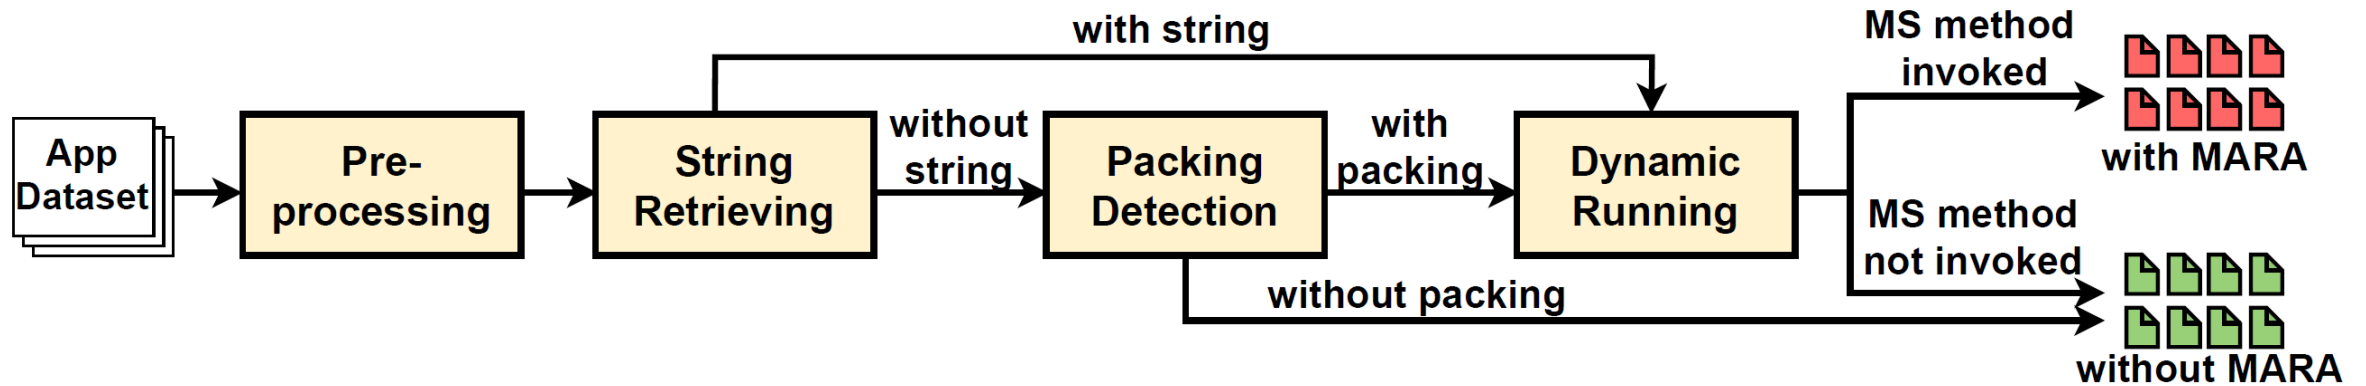 App
Dataset
Pre-
processing
String
Retrieving
with string
without
string
Packing
Detection
with
packing
without packing
Dynamic
Running
MS method
invoked
with MARA
MS method
not invoked
without MARA